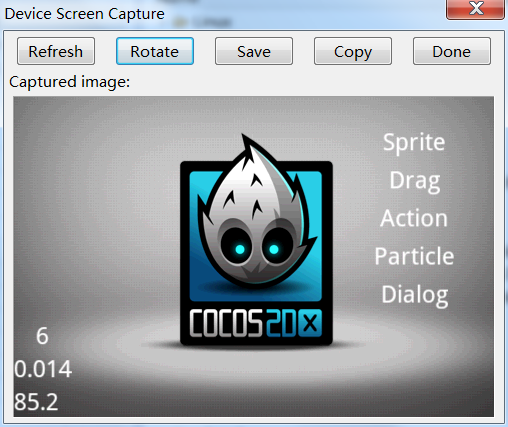 Device Screen Capture
Refresh Rotate Save Copy Done
Captured image:
Sprite
Drag
Action
Particle
Dialog
COCOS2DX
6
0.014
85.2